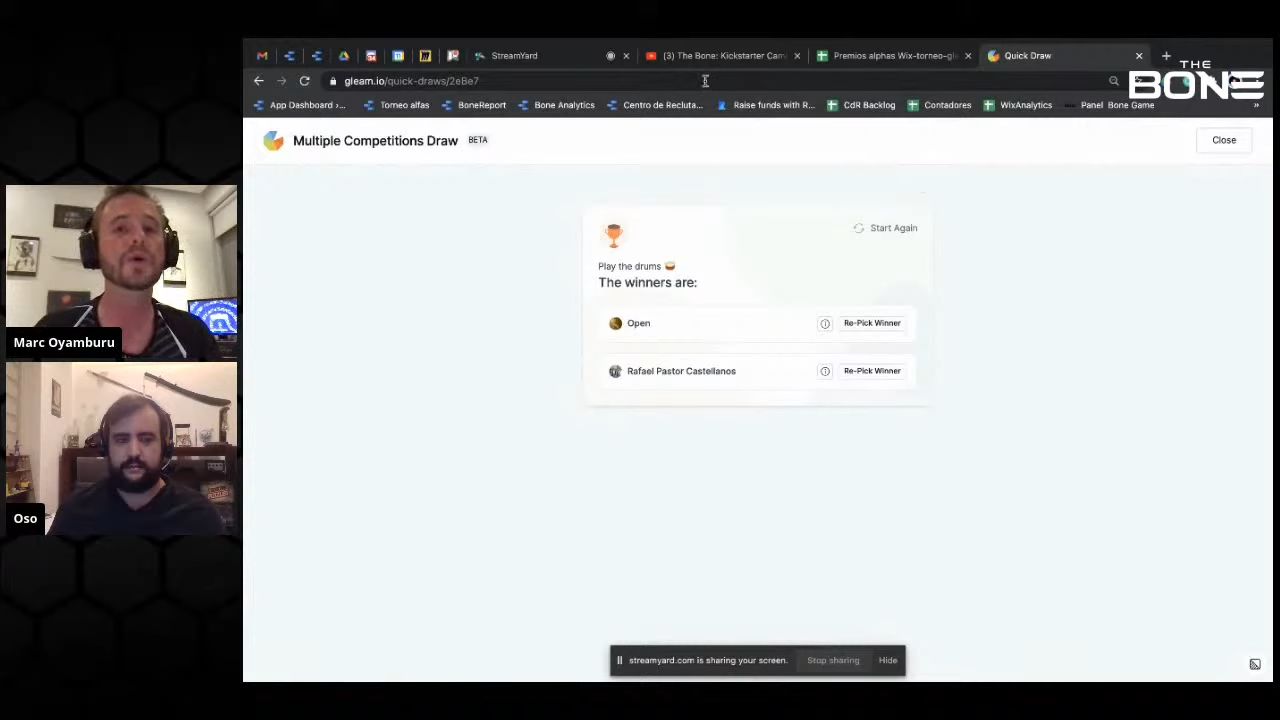 StreamYard
(3) The Bone: Kickstarter Cam
Premios alphas Wix-torneo-gle
Quick Draw
THE BONE
gleam.io/quick-draws/2eBe7
App Dashboard ›...
Torneo alfas
BoneReport
Bone Analytics
Centro de Recluta...
Raise funds with R...
CdR Backlog
Contadores
WixAnalytics
Panel Bone Game
»
Multiple Competitions Draw BETA
Close
Start Again
Play the drums 🥁
The winners are:
Open
Re-Pick Winner
Rafael Pastor Castellanos
Re-Pick Winner
Marc Oyamburu
Oso
streamyard.com is sharing your screen.
Stop sharing
Hide